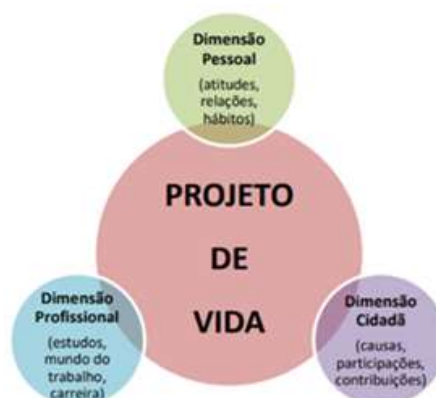 Dimensão
Pessoal
(atitudes,
relações,
hábitos)
PROJETO
DE
VIDA
Dimensão
Profissional
(estudos,
mundo do
trabalho,
carreira)
Dimensão
Cidadã
(causas,
participações,
contribuições)